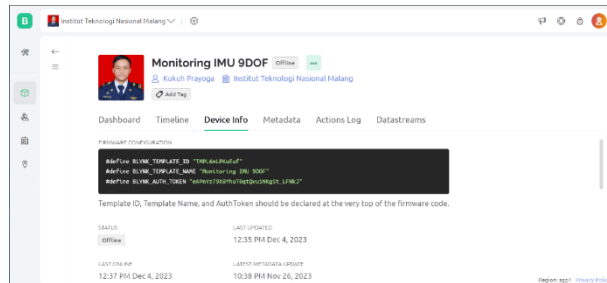 B
Institut Teknologi Nasional Malang
Monitoring IMU 9DOF Offline
Kukuh Prayoga Institut Teknologi Nasional Malang
Add Tag
Dashboard Timeline Device Info Metadata Actions Log Datastreams
FIRMWARE CONFIGURATION
#define BLYNK_TEMPLATE_ID
#define BLYNK_TEMPLATE_NAME "Monitoring IMU 9DOF"
#define BLYNK_AUTH_TOKEN
Template ID, Template Name, and AuthToken should be declared at the very top of the firmware code.
STATUS LAST UPDATED
Offline 12:35 PM Dec 4, 2023
LAST ONLINE LATEST METADATA UPDATE
12:37 PM Dec 4, 2023 10:38 PM Nov 26, 2023
Region: sgp1 Privacy Policy